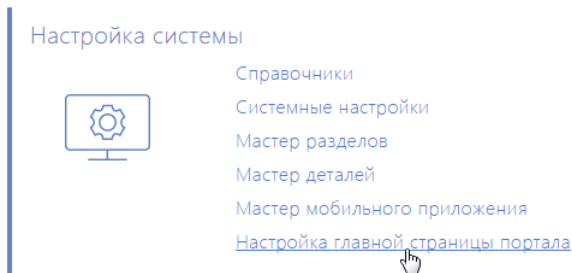 Настройка системы
Справочники
Системные настройки
Мастер разделов
Мастер деталей
Мастер мобильного приложения
Настройка главной страницы портала